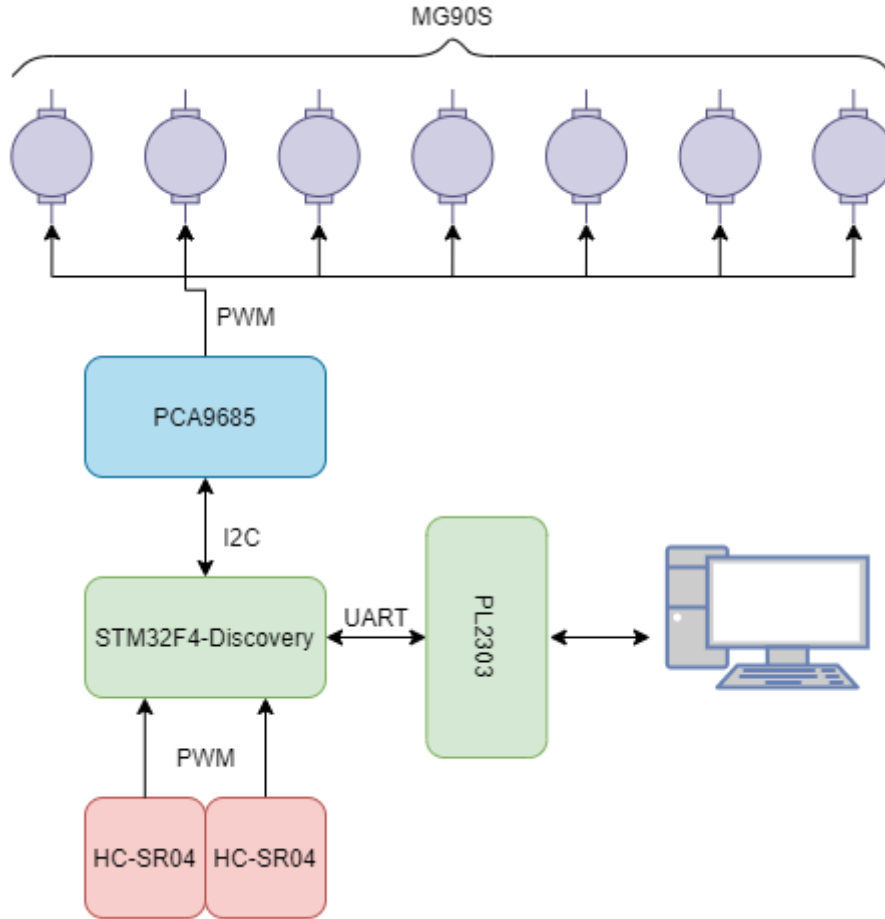 MG90S
PWM
PCA9685
I2C
STM32F4-Discovery
UART
PL2303
PWM
HC-SR04
HC-SR04